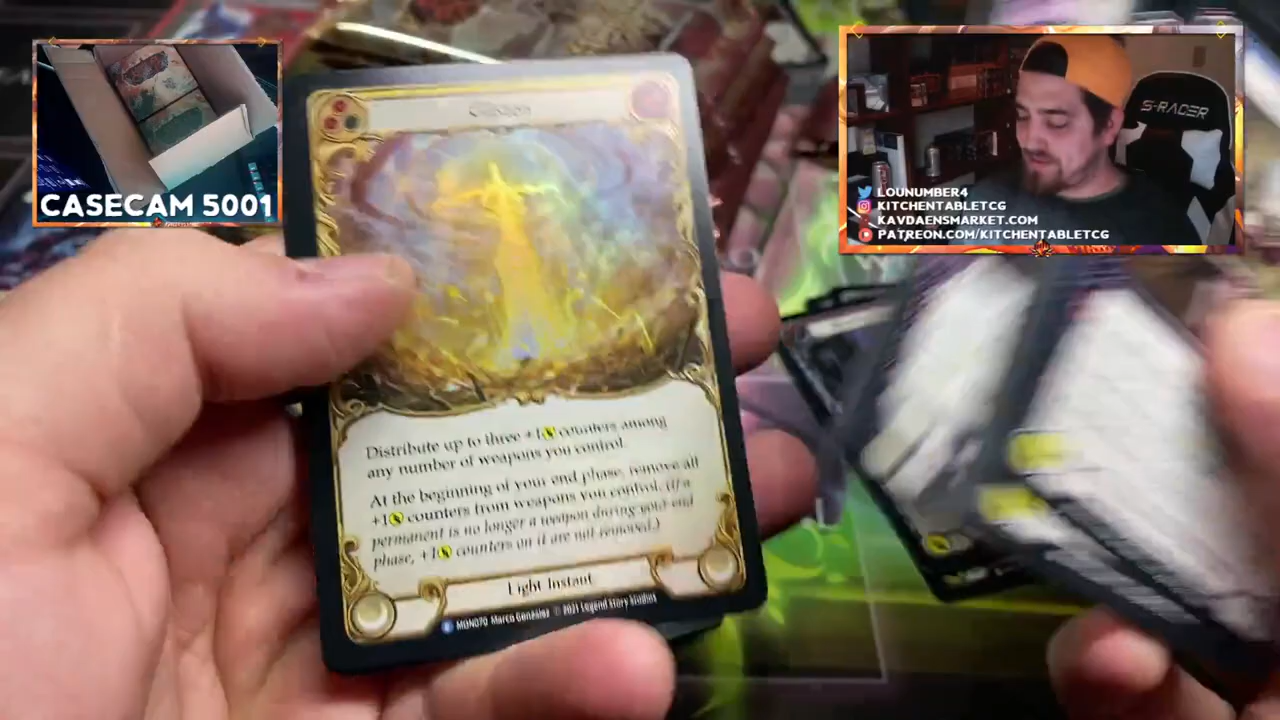 CASECAM 5001
S-RACER
LOUNUMBER4
KITCHENTABLETCG
KAVDAENSMARKET.COM
PATREON.COM/KITCHENTABLETCG
Distribute up to three +1 counters among
any number of weapons you control.
At the beginning of your end phase, remove all
+1 counters from weapons you control. (If a
permanent is no longer a weapon during your end
phase, +1 counters on it are not removed.)
Light Instant
MON070 Marco Gonzalez © 2021 Legend Story Studios